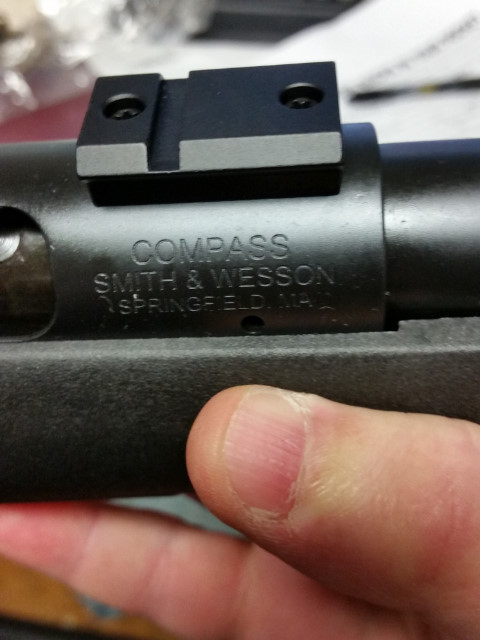 COMPASS
SMITH & WESSON
SPRINGFIELD, MA